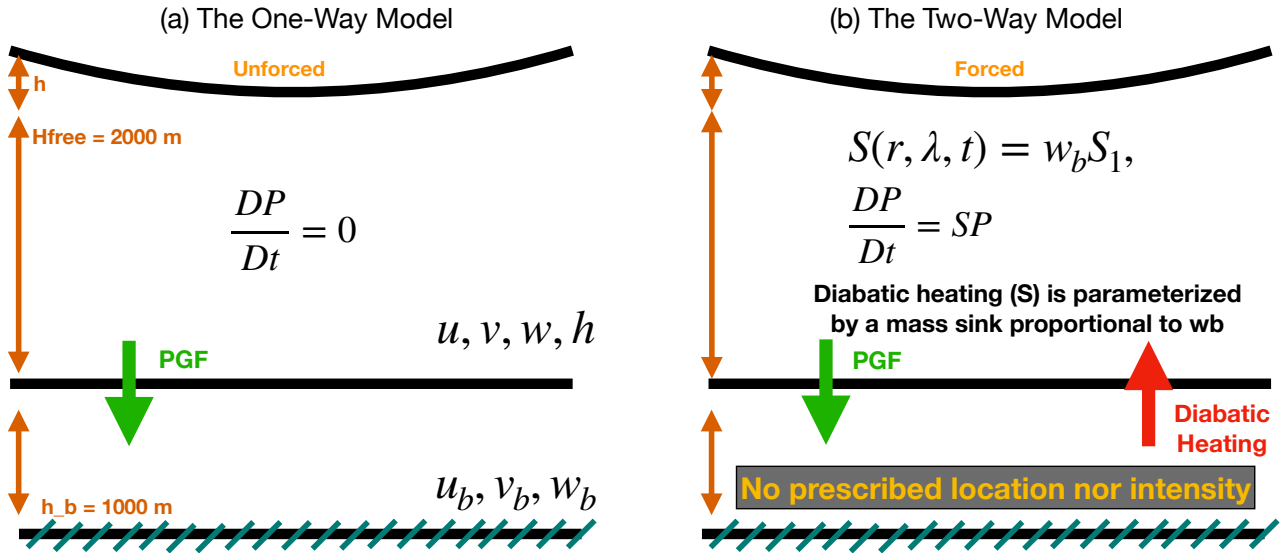 (a) The One-Way Model
Unforced
h
Hfree = 2000 m
DP/Dt = 0
u, v, w, h
PGF
h_b = 1000 m
u_b, v_b, w_b
(b) The Two-Way Model
Forced
S(r, λ, t) = w_b S_1,
DP/Dt = SP
Diabatic heating (S) is parameterized
by a mass sink proportional to wb
PGF
Diabatic
Heating
No prescribed location nor intensity